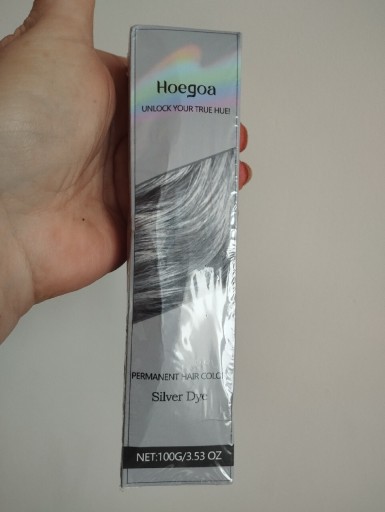 Hoegoa
UNLOCK YOUR TRUE HUE!
PERMANENT HAIR COLOR
Silver Dye
NET:100G/3.53 OZ